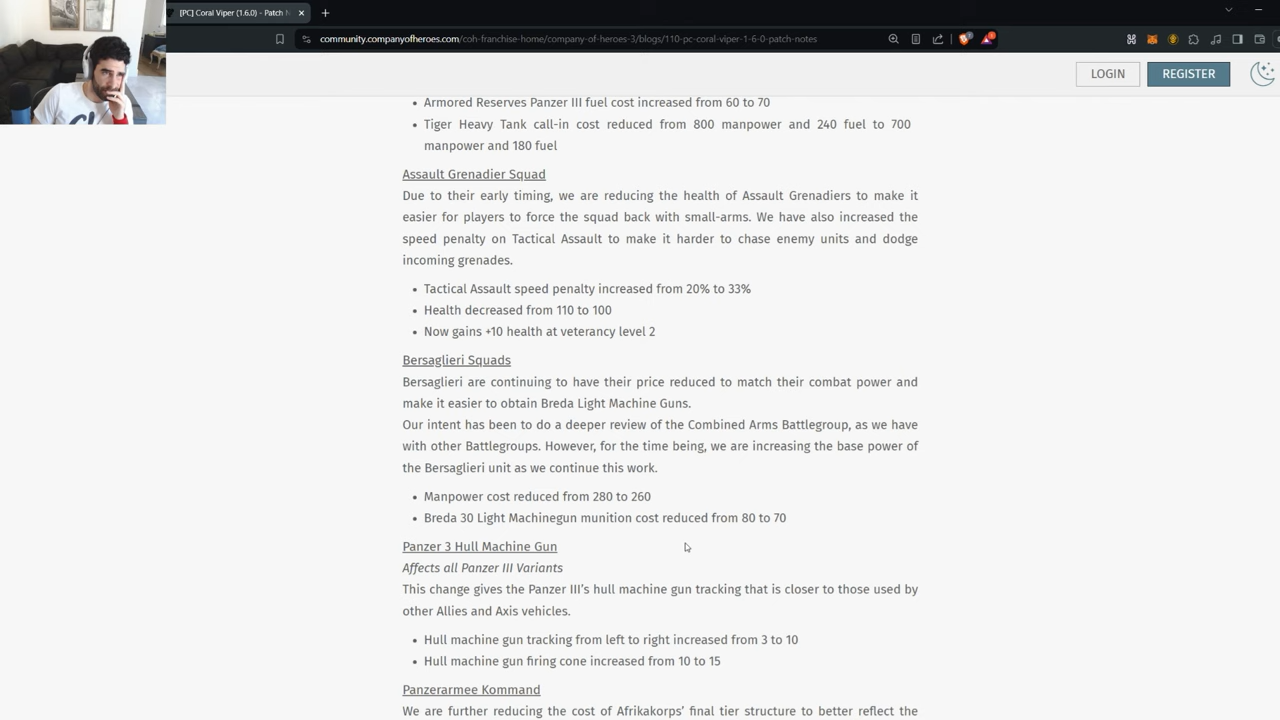 [PC] Coral Viper (1.6.0) - Patch N
community.companyofheroes.com/coh-franchise-home/company-of-heroes-3/blogs/110-pc-coral-viper-1-6-0-patch-notes
LOGIN
REGISTER
• Armored Reserves Panzer III fuel cost increased from 60 to 70
• Tiger Heavy Tank call-in cost reduced from 800 manpower and 240 fuel to 700
manpower and 180 fuel
Assault Grenadier Squad
Due to their early timing, we are reducing the health of Assault Grenadiers to make it
easier for players to force the squad back with small-arms. We have also increased the
speed penalty on Tactical Assault to make it harder to chase enemy units and dodge
incoming grenades.
• Tactical Assault speed penalty increased from 20% to 33%
• Health decreased from 110 to 100
• Now gains +10 health at veterancy level 2
Bersaglieri Squads
Bersaglieri are continuing to have their price reduced to match their combat power and
make it easier to obtain Breda Light Machine Guns.
Our intent has been to do a deeper review of the Combined Arms Battlegroup, as we have
with other Battlegroups. However, for the time being, we are increasing the base power of
the Bersaglieri unit as we continue this work.
• Manpower cost reduced from 280 to 260
• Breda 30 Light Machinegun munition cost reduced from 80 to 70
Panzer 3 Hull Machine Gun
Affects all Panzer III Variants
This change gives the Panzer III’s hull machine gun tracking that is closer to those used by
other Allies and Axis vehicles.
• Hull machine gun tracking from left to right increased from 3 to 10
• Hull machine gun firing cone increased from 10 to 15
Panzerarmee Kommand
We are further reducing the cost of Afrikakorps’ final tier structure to better reflect the